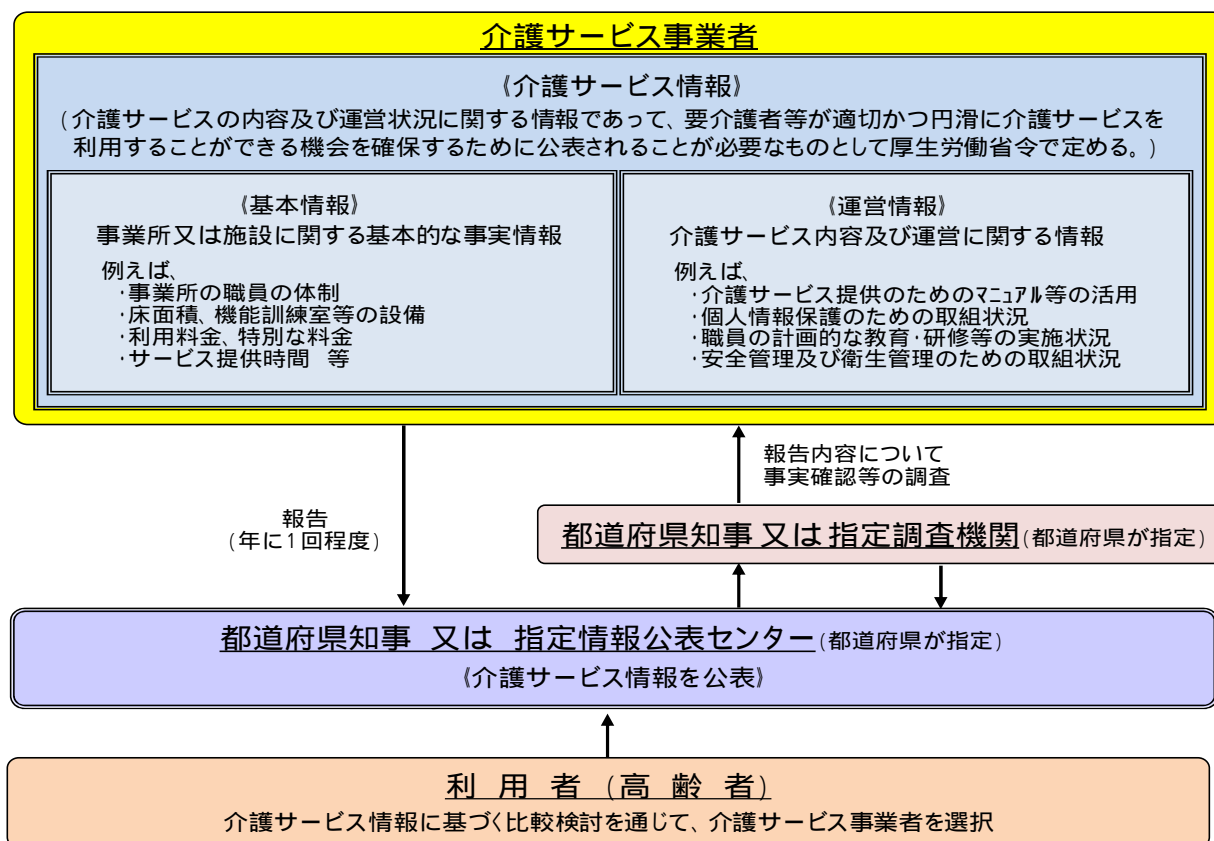 介護サービス事業者
《介護サービス情報》
(介護サービスの内容及び運営状況に関する情報であって、要介護者等が適切かつ円滑に介護サービスを
利用することができる機会を確保するために公表されることが必要なものとして厚生労働省令で定める。)
《基本情報》
事業所又は施設に関する基本的な事実情報
例えば、
・事業所の職員の体制
・床面積、機能訓練室等の設備
・利用料金、特別な料金
・サービス提供時間 等
《運営情報》
介護サービス内容及び運営に関する情報
例えば、
・介護サービス提供のためのﾏﾆｭｱﾙ等の活用
・個人情報保護のための取組状況
・職員の計画的な教育・研修等の実施状況
・安全管理及び衛生管理のための取組状況
報告内容について
事実確認等の調査
報告
(年に1回程度)
都道府県知事 又は 指定調査機関(都道府県が指定)
都道府県知事 又は 指定情報公表センター(都道府県が指定)
《介護サービス情報を公表》
利 用 者 (高 齢 者)
介護サービス情報に基づく比較検討を通じて、介護サービス事業者を選択